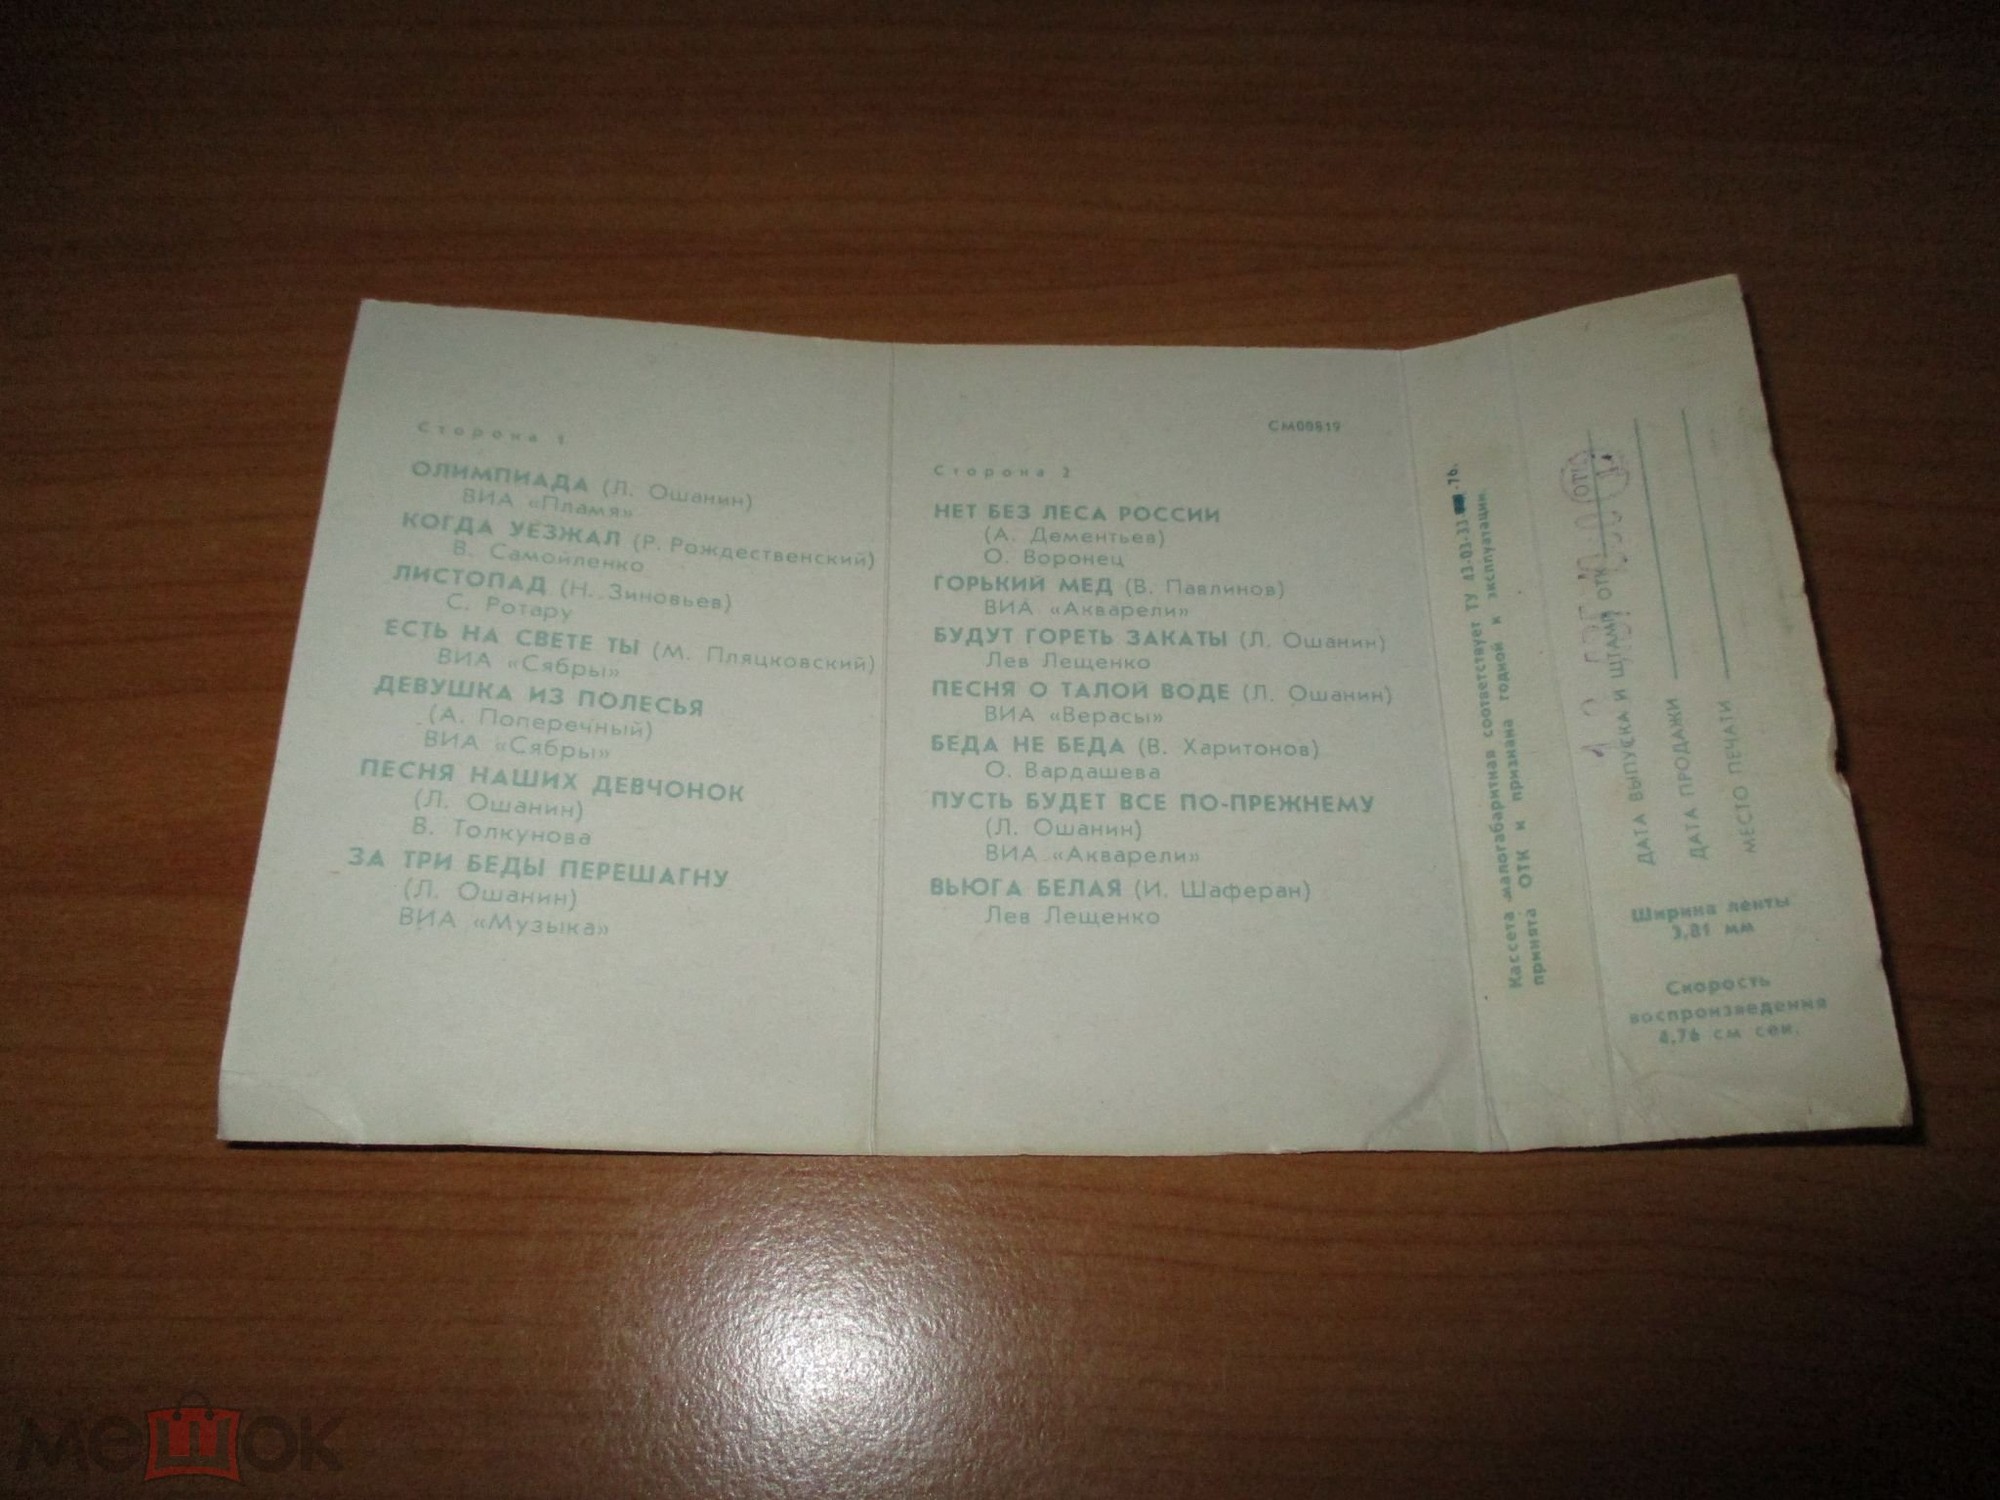 Сторона 1
ОЛИМПИАДА (Л. Ошанин)
ВИА «Пламя»
КОГДА УЕЗЖАЛ (Р. Рождественский)
В. Самойленко
ЛИСТОПАД (Н. Зиновьев)
С. Ротару
ЕСТЬ НА СВЕТЕ ТЫ (М. Пляцковский)
ВИА «Сябры»
ДЕВУШКА ИЗ ПОЛЕСЬЯ
(А. Поперечный)
ВИА «Сябры»
ПЕСНЯ НАШИХ ДЕВЧОНОК
(Л. Ошанин)
В. Толкунова
ЗА ТРИ БЕДЫ ПЕРЕШАГНУ
(Л. Ошанин)
ВИА «Музыка»
СМ00819
Сторона 2
НЕТ БЕЗ ЛЕСА РОССИИ
(А. Дементьев)
О. Воронец
ГОРЬКИЙ МЕД (В. Павлинов)
ВИА «Акварели»
БУДУТ ГОРЕТЬ ЗАКАТЫ (Л. Ошанин)
Лев Лещенко
ПЕСНЯ О ТАЛОЙ ВОДЕ (Л. Ошанин)
ВИА «Верасы»
БЕДА НЕ БЕДА (В. Харитонов)
О. Вардашева
ПУСТЬ БУДЕТ ВСЕ ПО-ПРЕЖНЕМУ
(Л. Ошанин)
ВИА «Акварели»
ВЬЮГА БЕЛАЯ (И. Шаферан)
Лев Лещенко
Кассета малогабаритная соответствует ТУ 43-03-33 -76.
принята ОТК и признана годной к эксплуатации.
ДАТА ВЫПУСКА И ШТАМП ОТК
ДАТА ПРОДАЖИ
МЕСТО ПЕЧАТИ
Ширина ленты
3,81 мм
Скорость
воспроизведения
4,76 см сек.
мешок